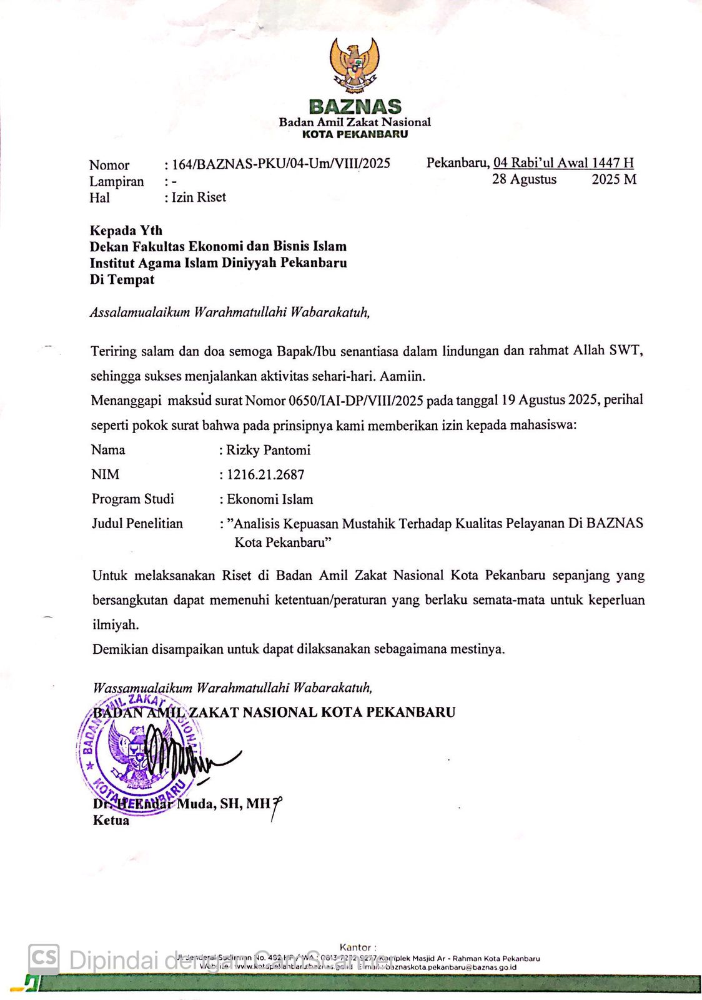 BAZNAS
Badan Amil Zakat Nasional
KOTA PEKANBARU
Nomor : 164/BAZNAS-PKU/04-Um/VIII/2025 Pekanbaru, 04 Rabi’ul Awal 1447 H
Lampiran : - 28 Agustus 2025 M
Hal : Izin Riset
Kepada Yth
Dekan Fakultas Ekonomi dan Bisnis Islam
Institut Agama Islam Diniyyah Pekanbaru
Di Tempat
Assalamualaikum Warahmatullahi Wabarakatuh,
Teriring salam dan doa semoga Bapak/Ibu senantiasa dalam lindungan dan rahmat Allah SWT,
sehingga sukses menjalankan aktivitas sehari-hari. Aamiin.
Menanggapi maksud surat Nomor 0650/IAI-DP/VIII/2025 pada tanggal 19 Agustus 2025, perihal
seperti pokok surat bahwa pada prinsipnya kami memberikan izin kepada mahasiswa:
Nama : Rizky Pantomi
NIM : 1216.21.2687
Program Studi : Ekonomi Islam
Judul Penelitian : ”Analisis Kepuasan Mustahik Terhadap Kualitas Pelayanan Di BAZNAS
Kota Pekanbaru”
Untuk melaksanakan Riset di Badan Amil Zakat Nasional Kota Pekanbaru sepanjang yang
bersangkutan dapat memenuhi ketentuan/peraturan yang berlaku semata-mata untuk keperluan
ilmiyah.
Demikian disampaikan untuk dapat dilaksanakan sebagaimana mestinya.
Wassamualaikum Warahmatullahi Wabarakatuh,
BADAN AMIL ZAKAT NASIONAL KOTA PEKANBARU
BADAN AMIL ZAKAT NASIONAL
KOTA PEKANBARU
Dr. H. Endar Muda, SH, MH
Ketua
Kantor :
Jl. Jenderal Sudirman No. 482 HP / WA : Komplek Masjid Ar - Rahman Kota Pekanbaru
Website : www.kotapekanbaru.baznas.go.id E-mail : baznaskota.pekanbaru@baznas.go.id
CS Dipindai dengan CamScanner